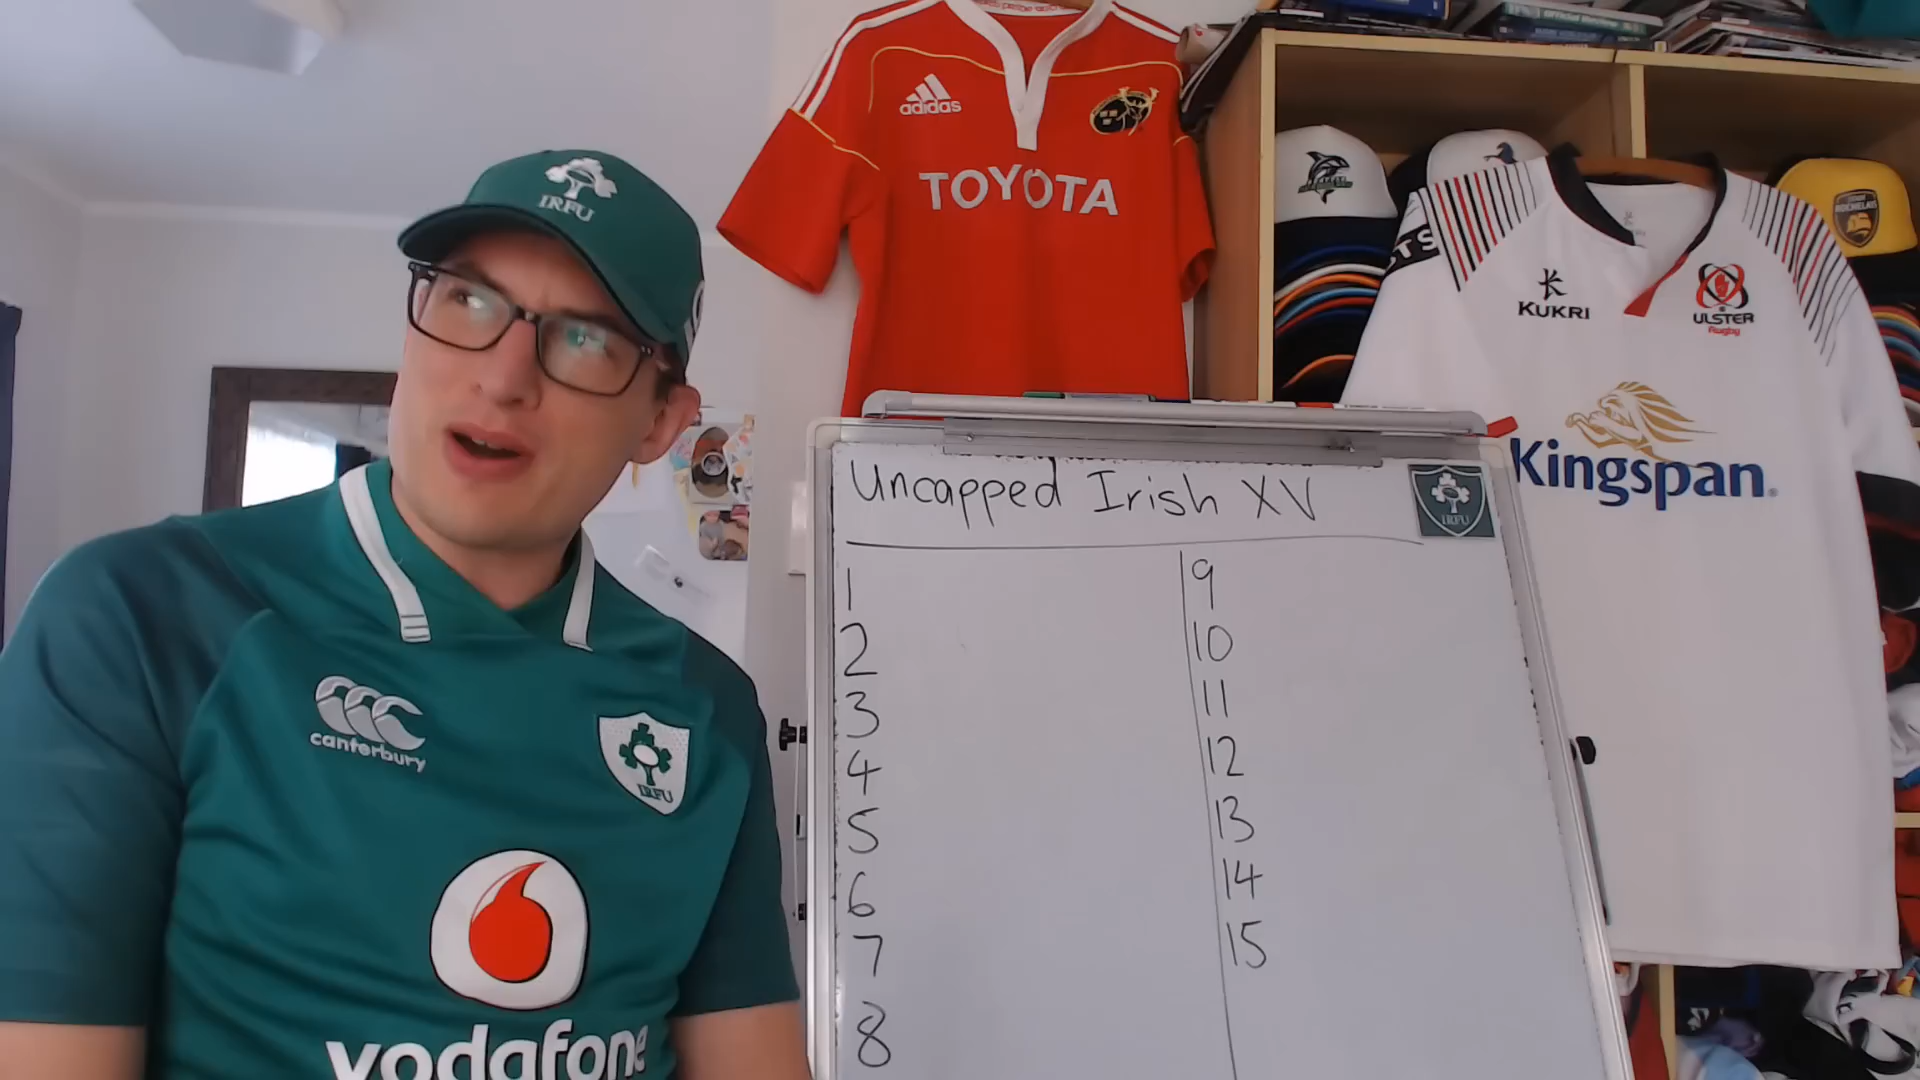 adidas
TOYOTA
IRFU
KUKRI
ULSTER
Rugby
Kingspan
Uncapped Irish XV
IRFU
1
2
3
4
5
6
7
8
9
10
11
12
13
14
15
canterbury
IRFU
vodafone